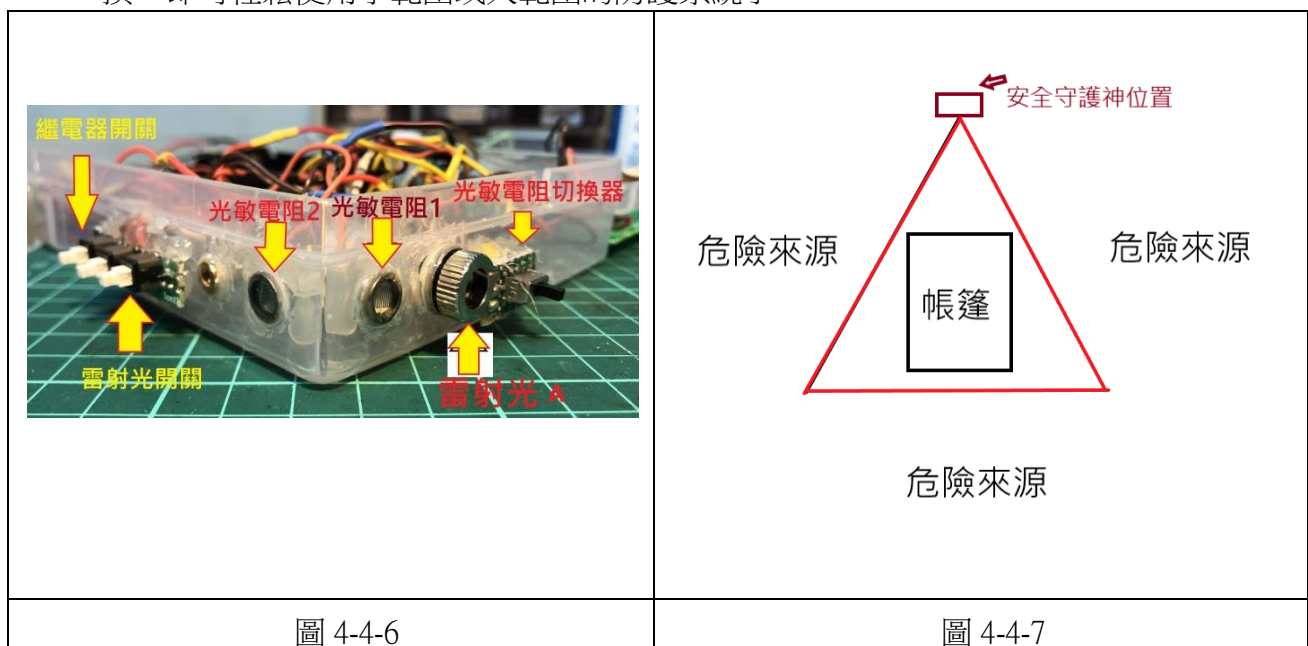 繼電器開關
光敏電阻2
光敏電阻1
光敏電阻切換器
雷射光開關
雷射光 A
安全守護神位置
危險來源
危險來源
帳篷
危險來源
圖 4-4-6
圖 4-4-7